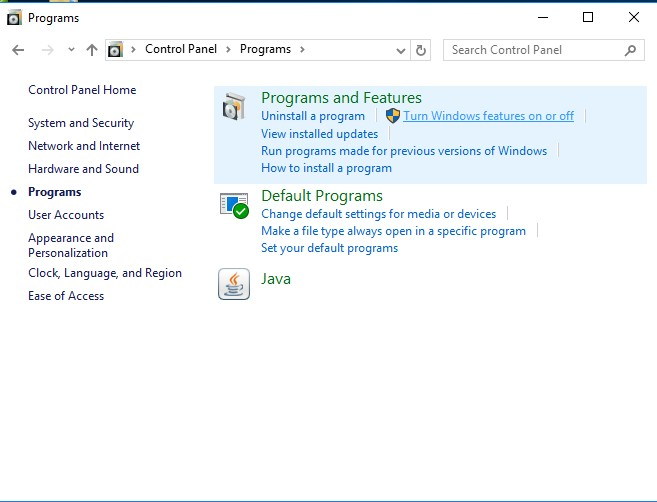 Programs
Control Panel > Programs >
Search Control Panel
Control Panel Home
System and Security
Network and Internet
Hardware and Sound
Programs
User Accounts
Appearance and
Personalization
Clock, Language, and Region
Ease of Access
Programs and Features
Uninstall a program
Turn Windows features on or off
View installed updates
Run programs made for previous versions of Windows
How to install a program
Default Programs
Change default settings for media or devices
Make a file type always open in a specific program
Set your default programs
Java